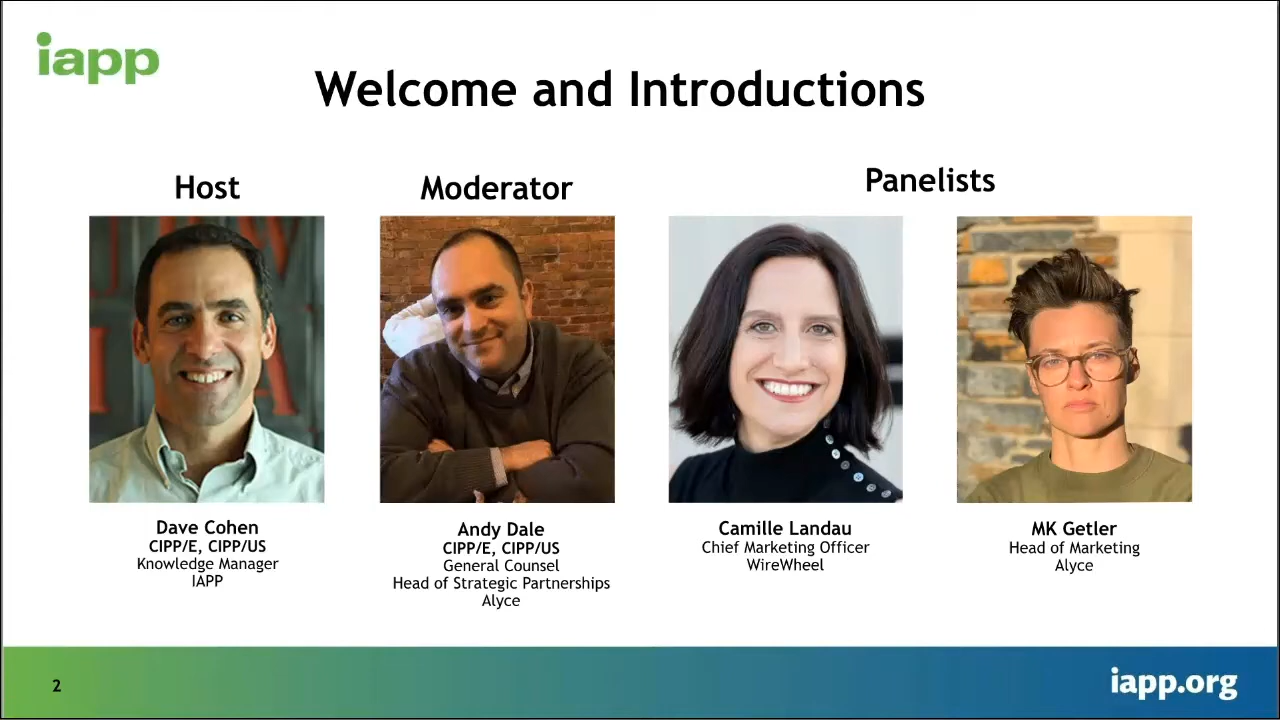 iapp
Welcome and Introductions
Host
Moderator
Panelists
Dave Cohen
CIPP/E, CIPP/US
Knowledge Manager
IAPP
Andy Dale
CIPP/E, CIPP/US
General Counsel
Head of Strategic Partnerships
Alyce
Camille Landau
Chief Marketing Officer
WireWheel
MK Getler
Head of Marketing
Alyce
2
iapp.org